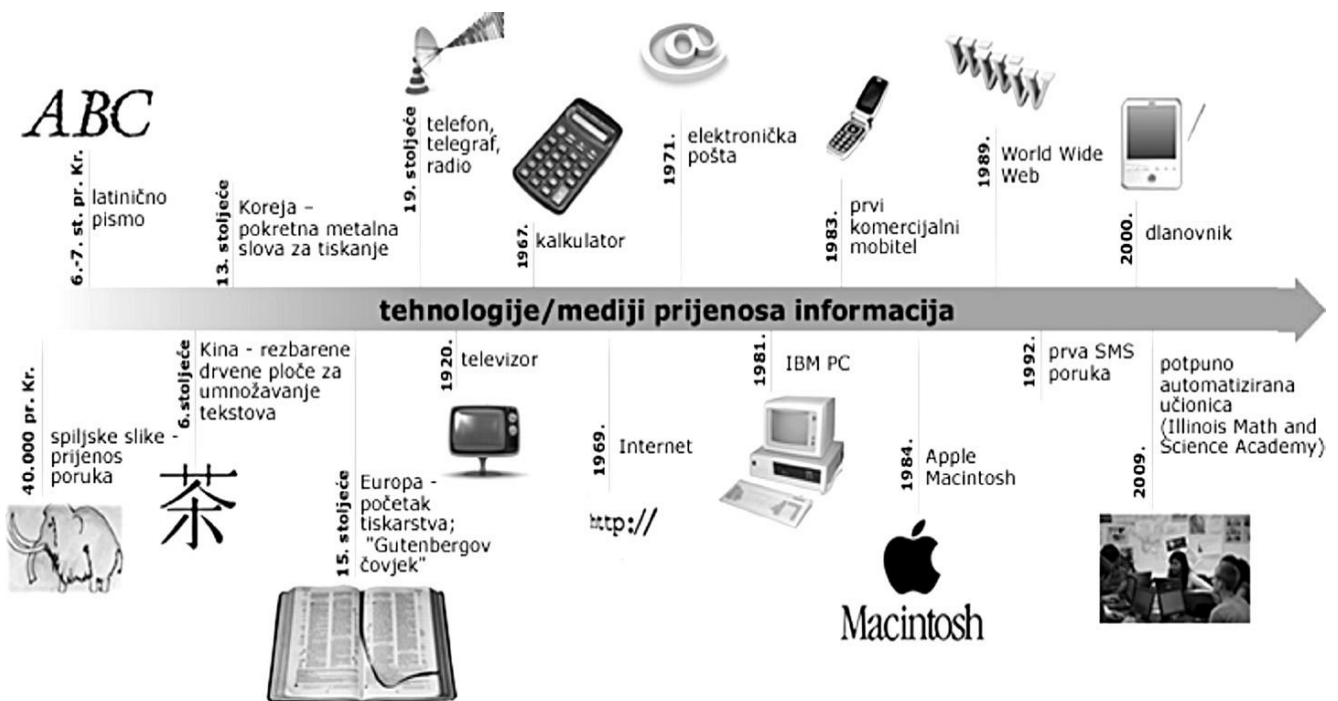 ABC
6.-7. st. pr. Kr.
latinično
pismo
13. stoljeće
Koreja –
pokretna metalna
slova za tiskanje
19. stoljeće
telefon,
telegraf,
radio
1967.
kalkulator
@
1971.
elektronička
pošta
1983.
prvi
komercijalni
mobitel
WWW
1989.
World Wide
Web
2000.
dlanovnik
tehnologije/mediji prijenosa informacija
40.000 pr. Kr.
spiljske slike -
prijenos
poruka
6.stoljeće
Kina - rezbarene
drvene ploče za
umnožavanje
tekstova
茶
15. stoljeće
Europa -
početak
tiskarstva;
"Gutenbergov
čovjek"
1920.
televizor
1969.
Internet
http://
1981.
IBM PC
1984.
Apple
Macintosh
Macintosh
1992.
prva SMS
poruka
2009.
potpuno
automatizirana
učionica
(Illinois Math and
Science Academy)